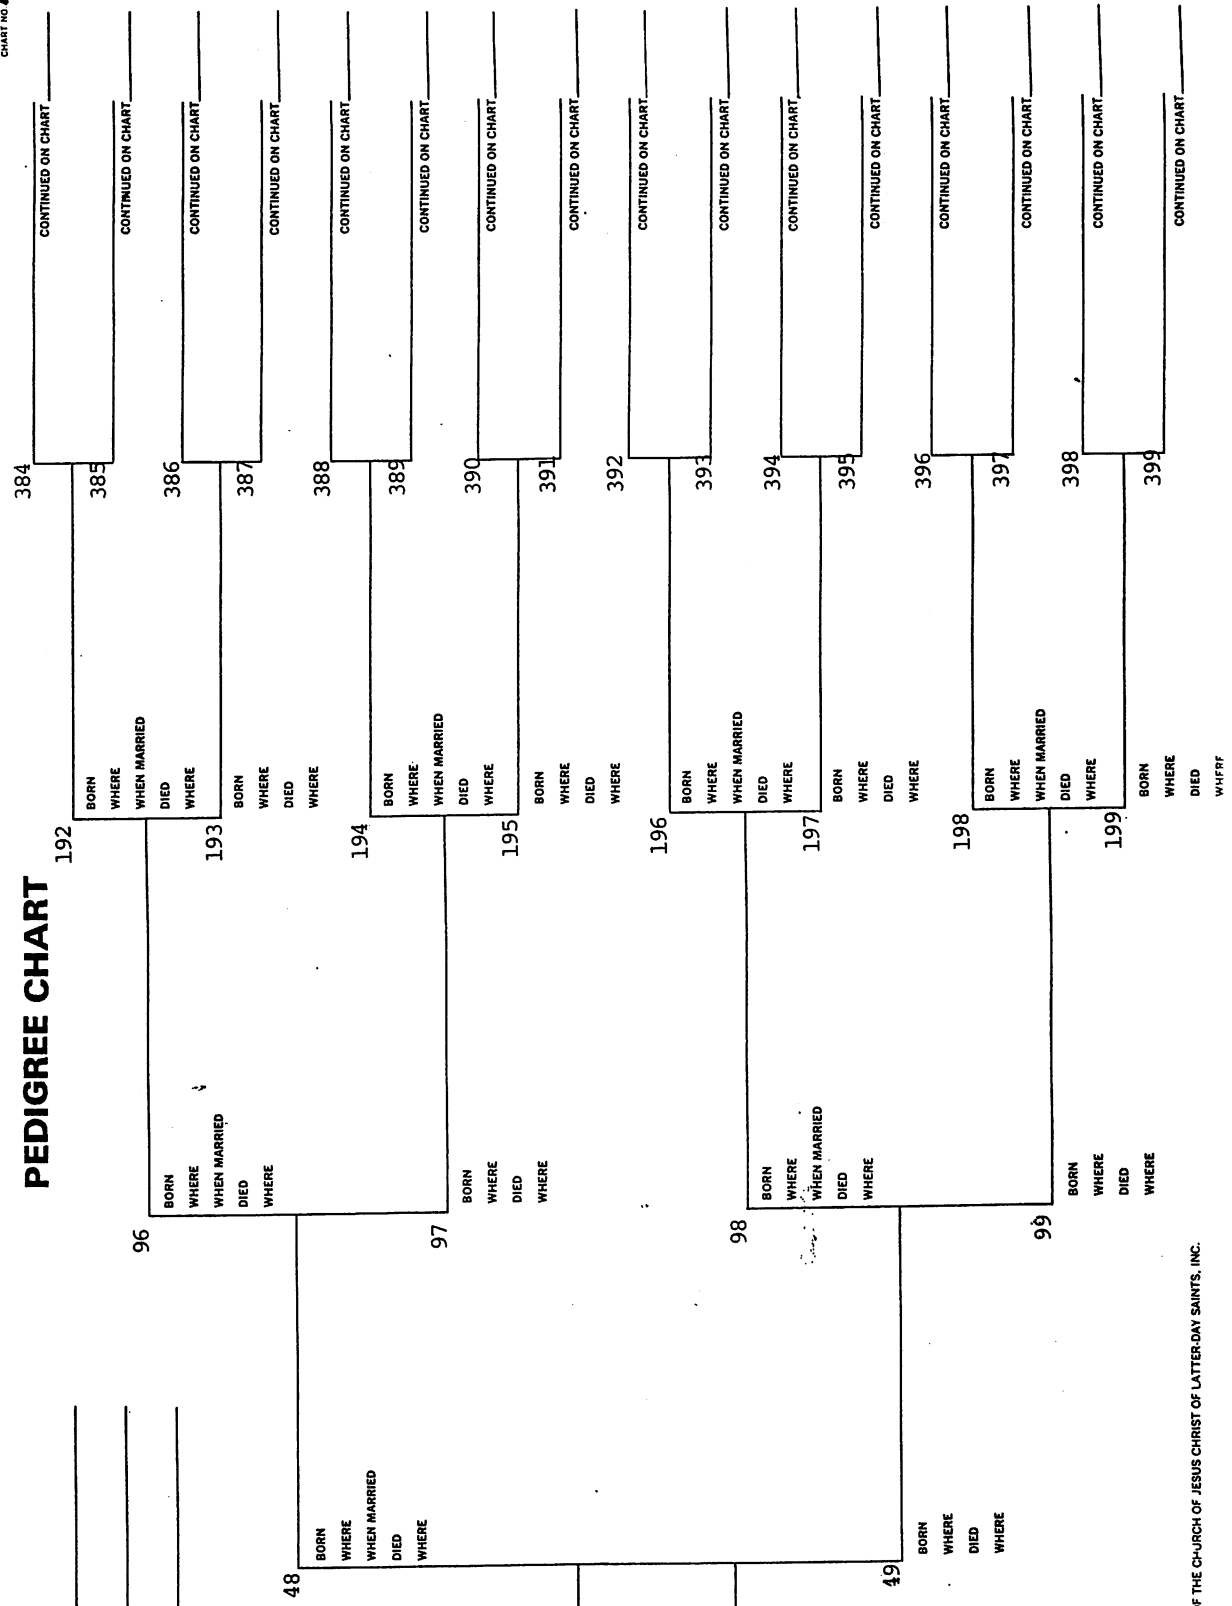 CHART NO.
PEDIGREE CHART
48
BORN
WHERE
WHEN MARRIED
DIED
WHERE
49
BORN
WHERE
DIED
WHERE
96
BORN
WHERE
WHEN MARRIED
DIED
WHERE
97
BORN
WHERE
DIED
WHERE
98
BORN
WHERE
WHEN MARRIED
DIED
WHERE
99
BORN
WHERE
DIED
WHERE
192
BORN
WHERE
WHEN MARRIED
DIED
WHERE
193
BORN
WHERE
DIED
WHERE
194
BORN
WHERE
WHEN MARRIED
DIED
WHERE
195
BORN
WHERE
DIED
WHERE
196
BORN
WHERE
WHEN MARRIED
DIED
WHERE
197
BORN
WHERE
DIED
WHERE
198
BORN
WHERE
WHEN MARRIED
DIED
WHERE
199
BORN
WHERE
DIED
WHERE
384
CONTINUED ON CHART
385
CONTINUED ON CHART
386
CONTINUED ON CHART
387
CONTINUED ON CHART
388
CONTINUED ON CHART
389
CONTINUED ON CHART
390
CONTINUED ON CHART
391
CONTINUED ON CHART
392
CONTINUED ON CHART
393
CONTINUED ON CHART
394
CONTINUED ON CHART
395
CONTINUED ON CHART
396
CONTINUED ON CHART
397
CONTINUED ON CHART
398
CONTINUED ON CHART
399
CONTINUED ON CHART
THE CHURCH OF JESUS CHRIST OF LATTER-DAY SAINTS, INC.